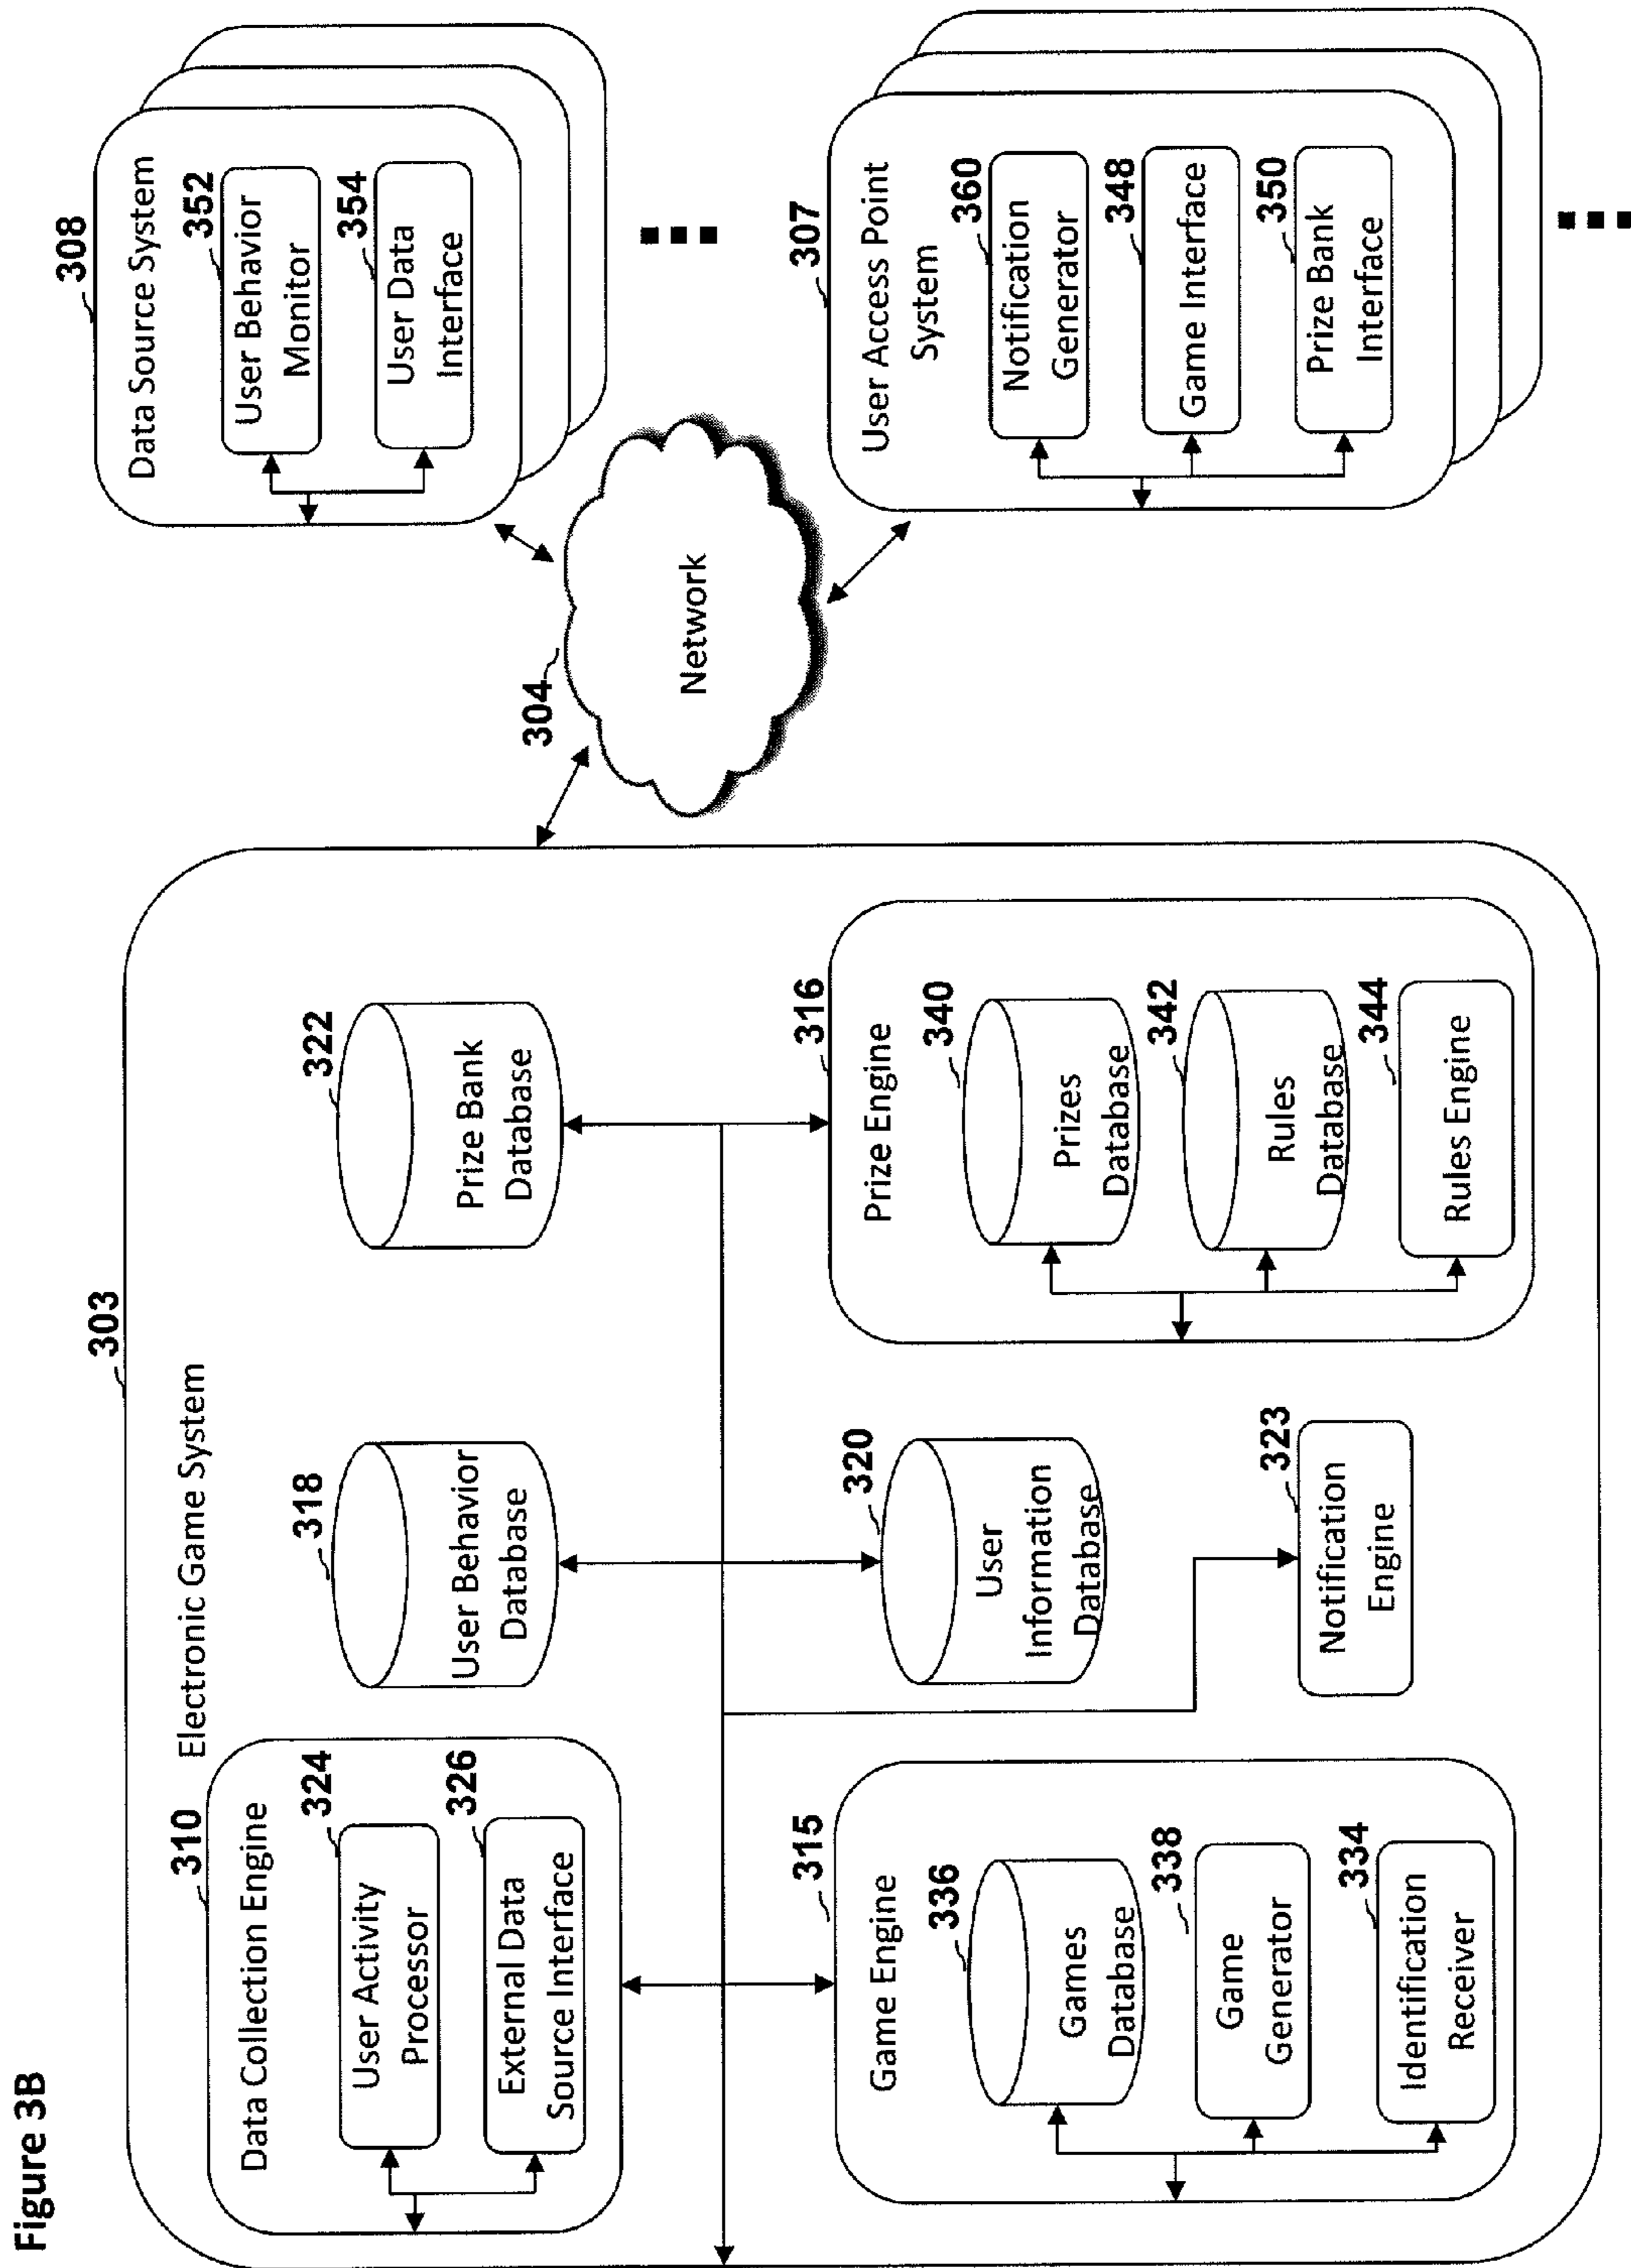 Figure 3B
303
Electronic Game System
310
Data Collection Engine
324
User Activity
Processor
326
External Data
Source Interface
318
User Behavior
Database
322
Prize Bank
Database
315
Game Engine
336
Games
Database
338
Game
Generator
334
Identification
Receiver
320
User
Information
Database
323
Notification
Engine
316
Prize Engine
340
Prizes
Database
342
Rules
Database
344
Rules Engine
304
Network
308
Data Source System
352
User Behavior
Monitor
354
User Data
Interface
307
User Access Point
System
360
Notification
Generator
348
Game Interface
350
Prize Bank
Interface